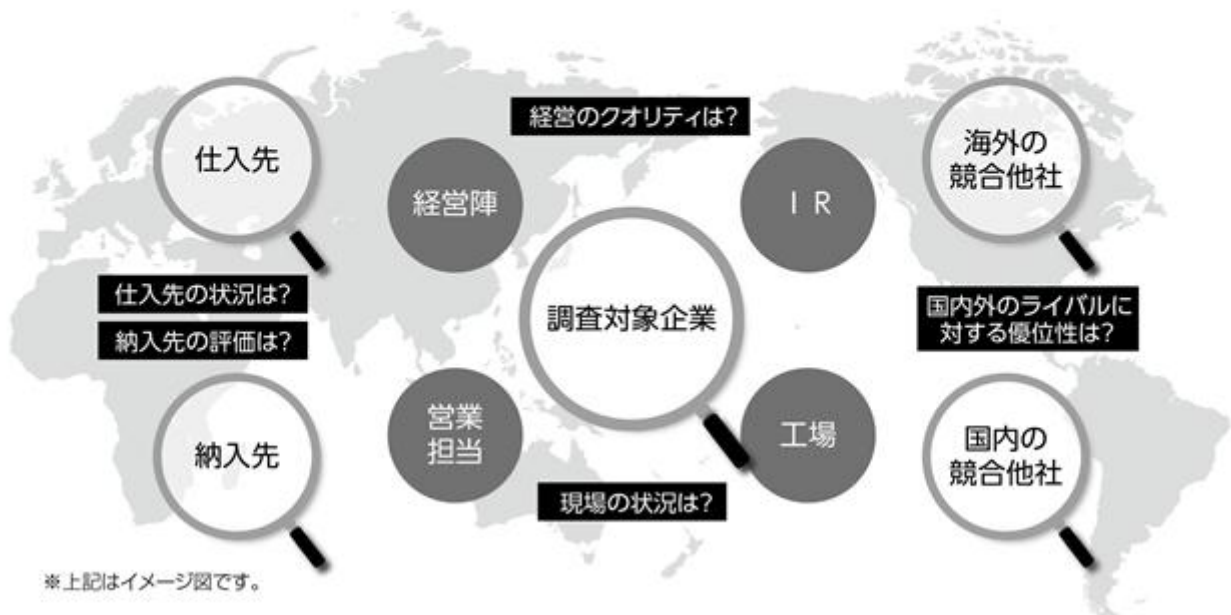 経営のクオリティは?
仕入先
経営陣
I R
海外の
競合他社
調査対象企業
仕入先の状況は?
納入先の評価は?
国内外のライバルに
対する優位性は?
納入先
営業
担当
工場
国内の
競合他社
現場の状況は?
※上記はイメージ図です。